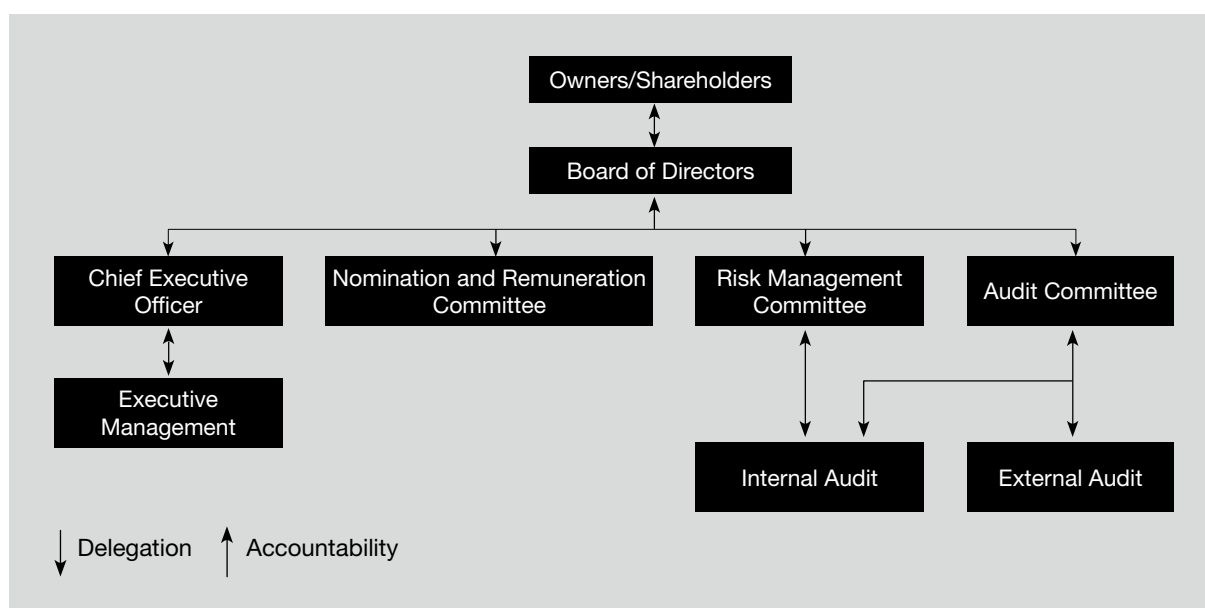 Owners/Shareholders
Board of Directors
Chief Executive
Officer
Nomination and Remuneration
Committee
Risk Management
Committee
Audit Committee
Executive
Management
Internal Audit
External Audit
Delegation
Accountability